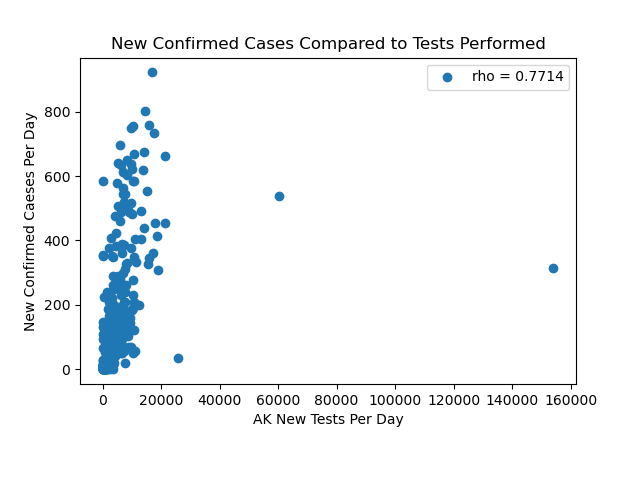 New Confirmed Cases Compared to Tests Performed
rho = 0.7714
New Confirmed Caeses Per Day
800
600
400
200
0
0 20000 40000 60000 80000 100000 120000 140000 160000
AK New Tests Per Day